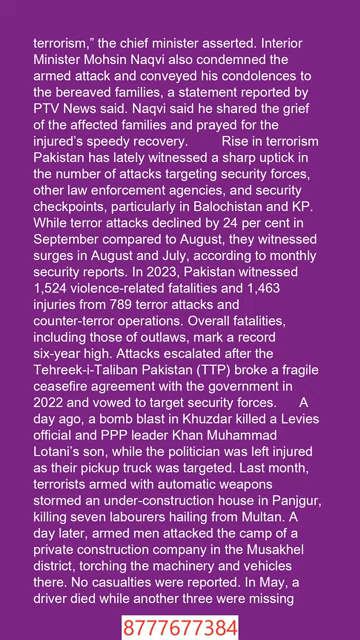 terrorism,” the chief minister asserted. Interior
Minister Mohsin Naqvi also condemned the
armed attack and conveyed his condolences to
the bereaved families, a statement reported by
PTV News said. Naqvi said he shared the grief
of the affected families and prayed for the
injured’s speedy recovery. Rise in terrorism
Pakistan has lately witnessed a sharp uptick in
the number of attacks targeting security forces,
other law enforcement agencies, and security
checkpoints, particularly in Balochistan and KP.
While terror attacks declined by 24 per cent in
September compared to August, they witnessed
surges in August and July, according to monthly
security reports. In 2023, Pakistan witnessed
1,524 violence-related fatalities and 1,463
injuries from 789 terror attacks and
counter-terror operations. Overall fatalities,
including those of outlaws, mark a record
six-year high. Attacks escalated after the
Tehreek-i-Taliban Pakistan (TTP) broke a fragile
ceasefire agreement with the government in
2022 and vowed to target security forces. A
day ago, a bomb blast in Khuzdar killed a Levies
official and PPP leader Khan Muhammad
Lotani’s son, while the politician was left injured
as their pickup truck was targeted. Last month,
terrorists armed with automatic weapons
stormed an under-construction house in Panjgur,
killing seven labourers hailing from Multan. A
day later, armed men attacked the camp of a
private construction company in the Musakhel
district, torching the machinery and vehicles
there. No casualties were reported. In May, a
driver died while another three were missing
8777677384